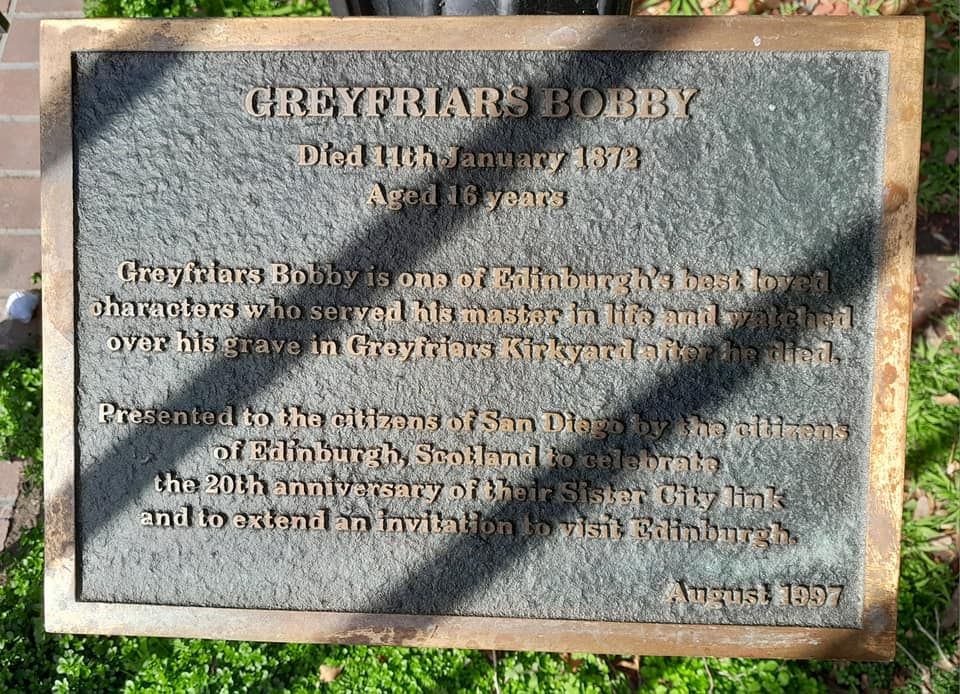 GREYFRIARS BOBBY
Died 11th January 1872
Aged 16 years
Greyfriars Bobby is one of Edinburgh's best loved
characters who served his master in life and watched
over his grave in Greyfriars Kirkyard after he died.
Presented to the citizens of San Diego by the citizens
of Edinburgh, Scotland to celebrate
the 20th anniversary of their Sister City link
and to extend an invitation to visit Edinburgh.
August 1997